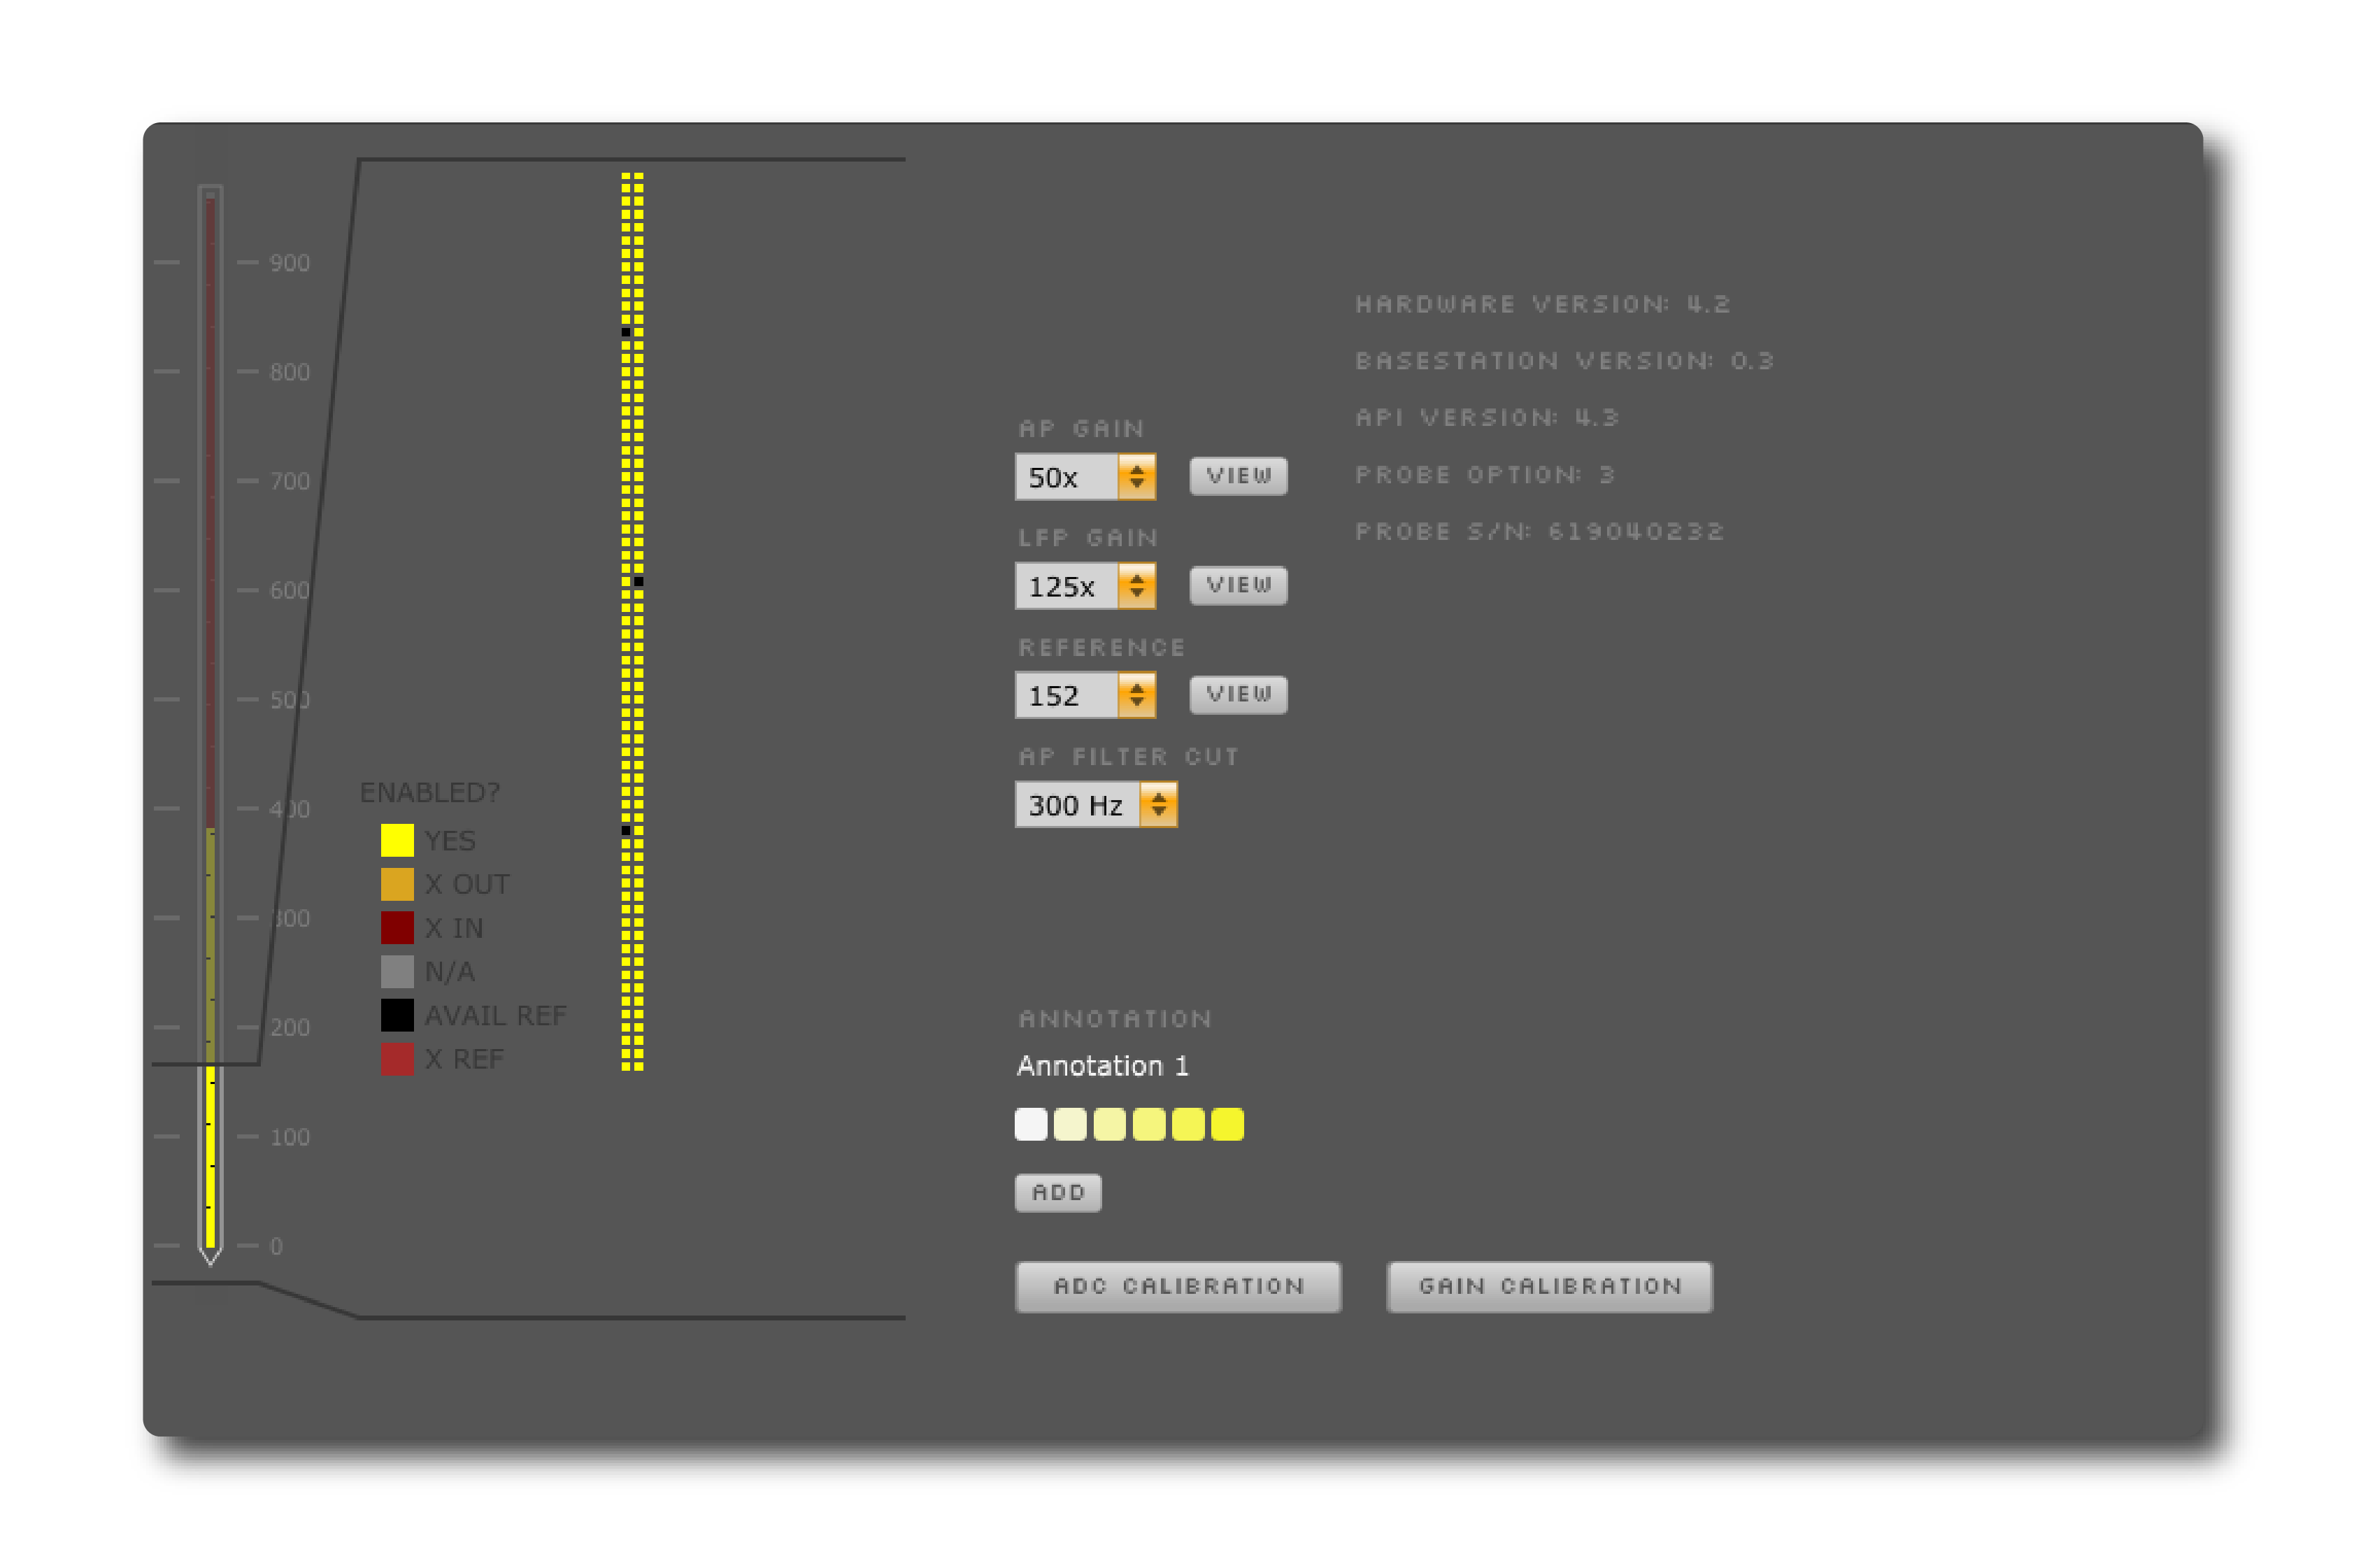 900
800
700
600
500
400
300
200
100
0
ENABLED?
YES
X OUT
X IN
N/A
AVAIL REF
X REF
AP GAIN
50x
VIEW
LFP GAIN
125x
VIEW
REFERENCE
152
VIEW
AP FILTER CUT
300 Hz
HARDWARE VERSION: 4.2
BASESTATION VERSION: 0.3
API VERSION: 4.3
PROBE OPTION: 3
PROBE S/N: 619040232
ANNOTATION
Annotation 1
ADD
ADC CALIBRATION
GAIN CALIBRATION